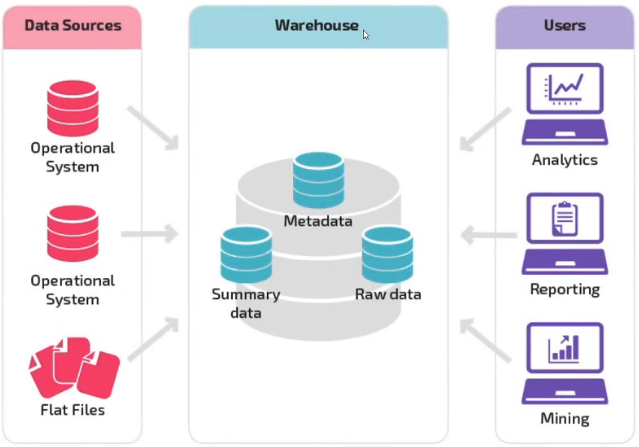 Data Sources
Operational
System
Operational
System
Flat Files
Warehouse
Metadata
Summary
data
Raw data
Users
Analytics
Reporting
Mining